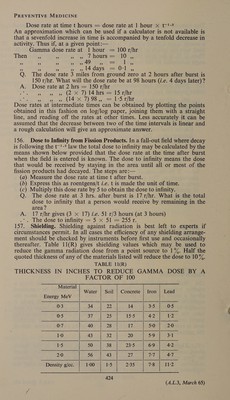 PREVENTIVE MEDICINE
Dose rate at time t hours = dose rate at 1 hour × t⁻¹·²
An approximation which can be used if a calculator is not available is
that a sevenfold increase in time is accompanied by a tenfold decrease in
activity. Thus if, at a given point:—
Gamma dose rate at 1 hour = 100 r/hr
Then „ „ „ „ 7 hours = 10 „
„ „ „ „ 49 „ = 1 „
„ „ „ „ 14 days = 0·1 „
Q. The dose rate 3 miles from ground zero at 2 hours after burst is
150 r/hr. What will the dose rate be at 98 hours (i.e. 4 days later)?
A. Dose rate at 2 hrs = 150 r/hr
„ „ „ (2 × 7) 14 hrs = 15 r/hr
„ „ „ (14 × 7) 98 „ = 1·5 r/hr
Dose rates at intermediate times can be obtained by plotting the points
obtained in this fashion on log/log paper, joining them with a straight
line, and reading off the rates at other times. Less accurately it can be
assumed that the decrease between two of the time intervals is linear and
a rough calculation will give an approximate answer.
156. Dose to Infinity from Fission Products. In a fall-out field where decay
is following the t⁻¹·² law the total dose to infinity may be calculated by the
means shown below provided that the dose rate at the time after burst
when the field is entered is known. The dose to infinity means the dose
that would be received by staying in the area until all or most of the
fission products had decayed. The steps are:—
(a) Measure the dose rate at time t after burst.
(b) Express this as roentgen/t i.e. t is made the unit of time.
(c) Multiply this dose rate by 5 to obtain the dose to infinity.
Q. The dose rate at 3 hrs. after burst is 17 r/hr. What is the total
dose to infinity that a person would receive by remaining in the
area?
A. 17 r/hr gives (3 × 17) i.e. 51 r/3 hours (at 3 hours)
The dose to infinity = 5 × 51 = 255 r.
157. Shielding. Shielding against radiation is best left to experts if
circumstances permit. In all cases the efficiency of any shielding arrange-
ment should be checked by instruments before first use and occasionally
thereafter. Table 11(R) gives shielding values which may be used to
reduce the gamma radiation dose from a point source to 10%. Half the
quoted thickness of any of the materials listed will reduce the dose to
TABLE 11(R)
THICKNESS IN INCHES TO REDUCE GAMMA DOSE BY A
FACTOR OF 100
Material Water Soil Concrete Iron Lead
Energy MeV
0·3 34 22 14 3·5 0·5
0·5 37 25 15·5 4·2 1·2
0·7 40 28 17 5·0 2·0
1·0 43 32 20 5·9 3·1
1·5 50 38 23·5 6·9 4·2
2·0 56 43 27 7·7 4·7
Density g/cc. 1·00 1·5 2·35 7·8 11·2
424
(A.L.3, March 65)